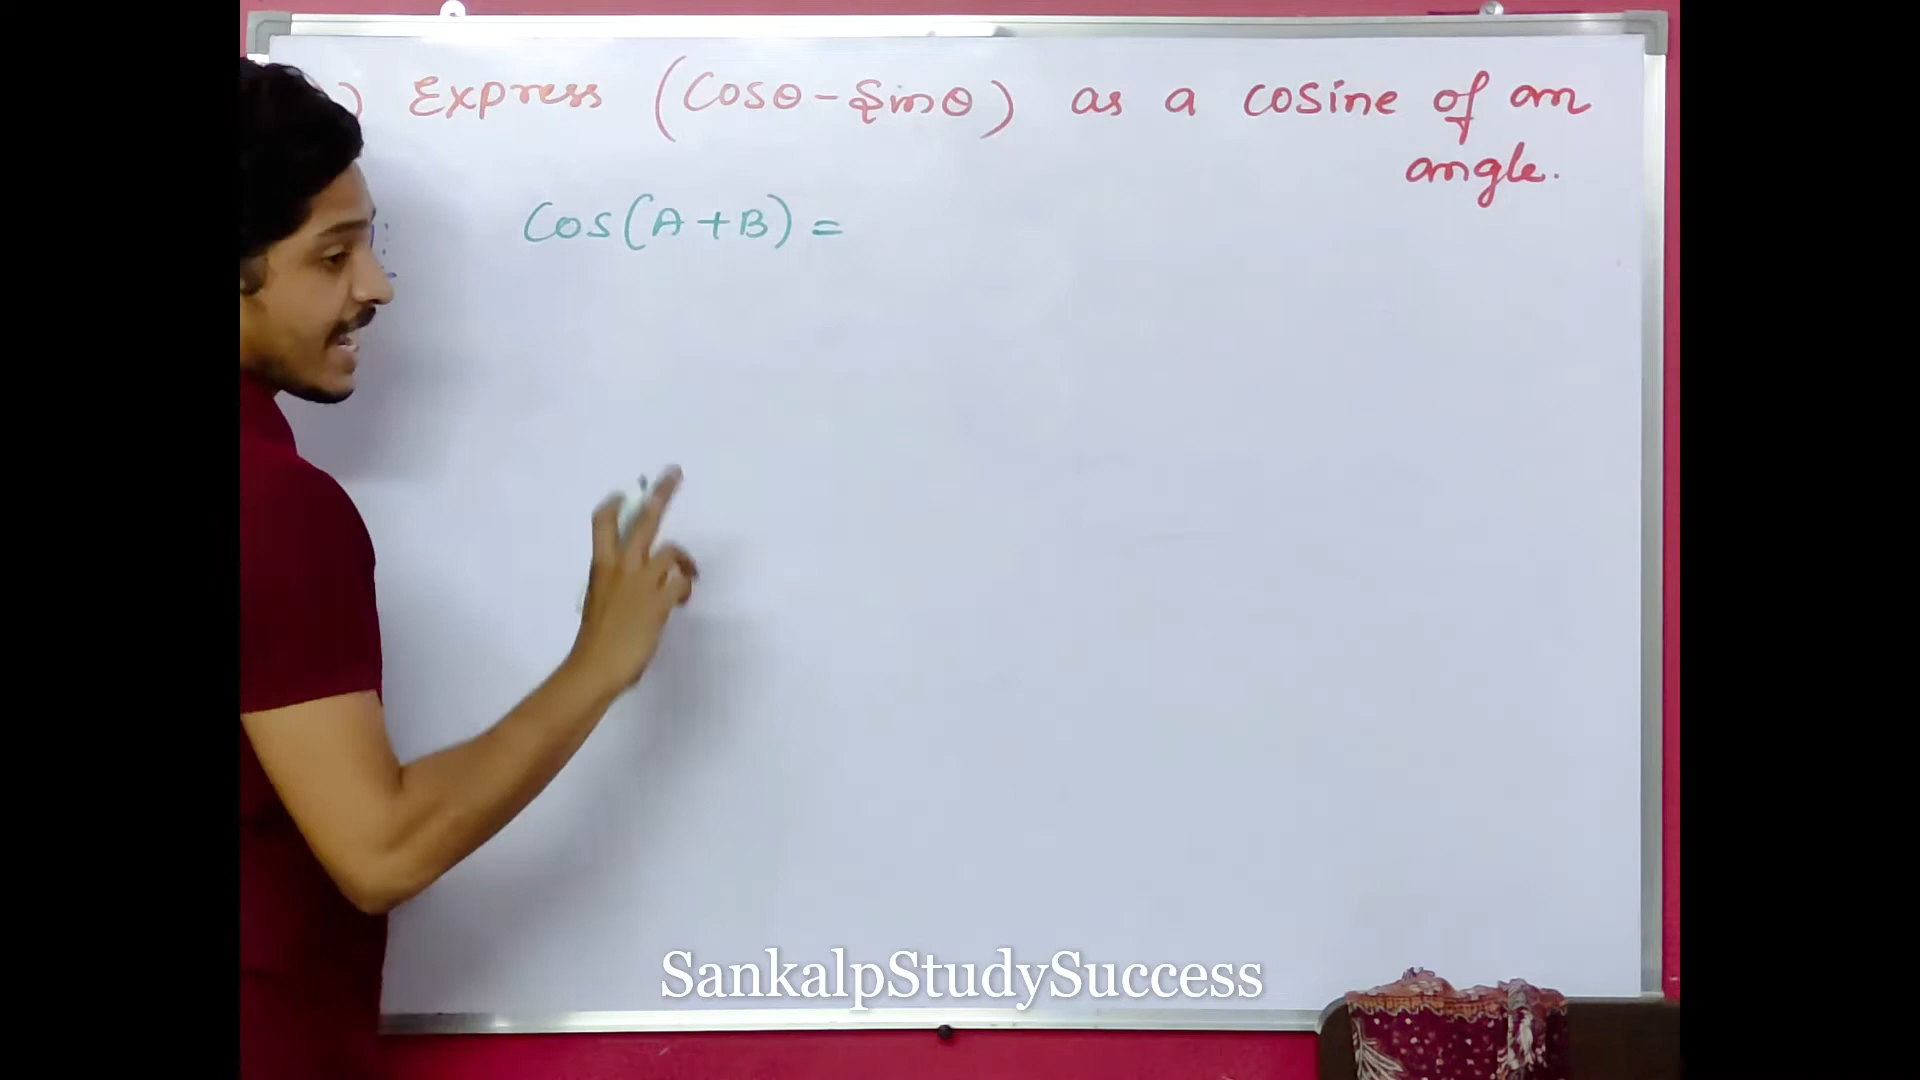 ) Express (Cosθ - Sinθ) as a cosine of an
angle.
Cos(A+B) =
SankalpStudySuccess